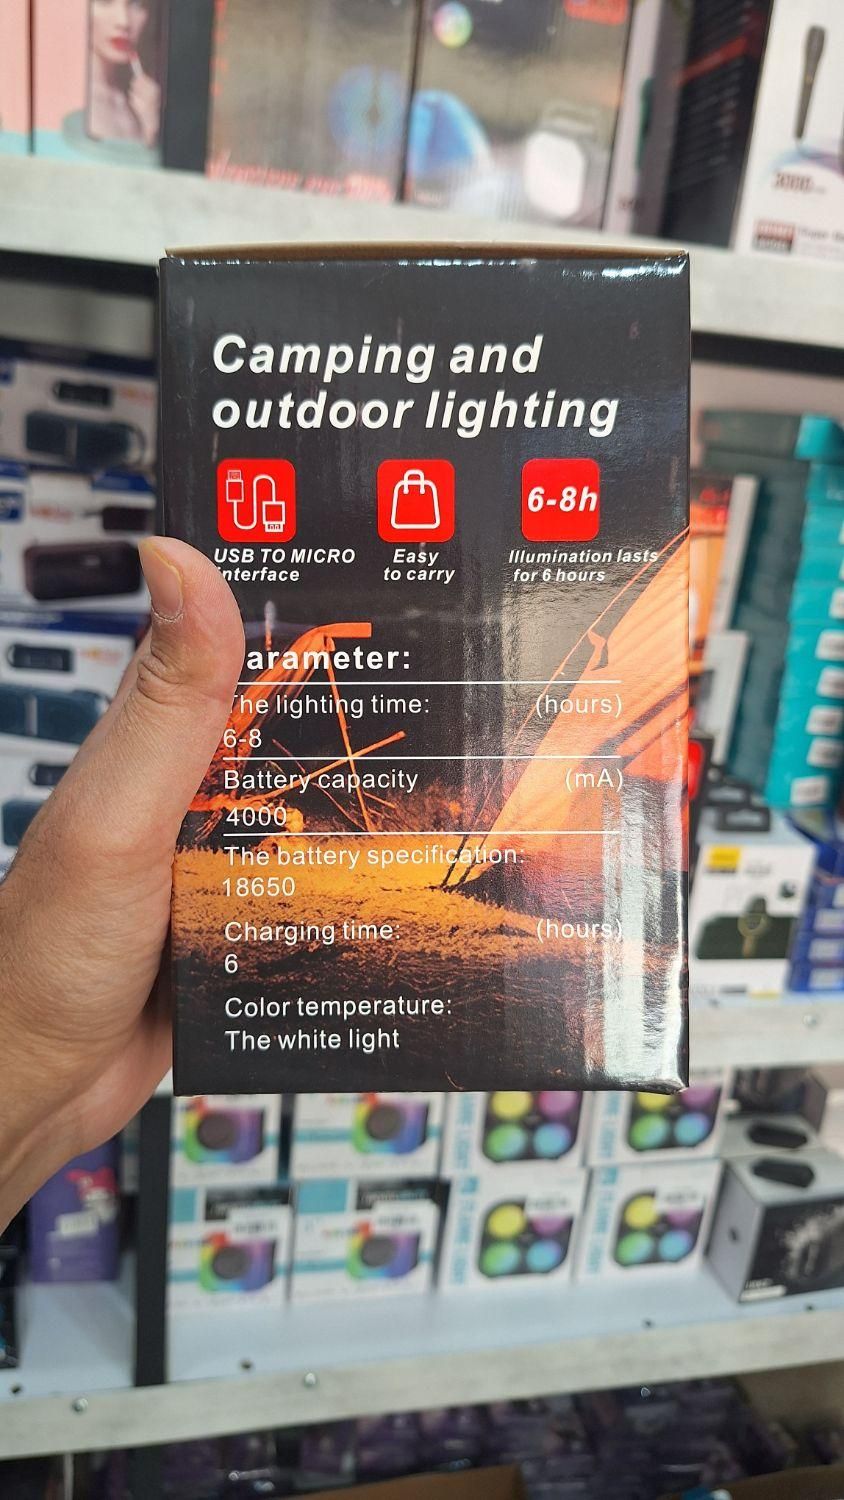 Camping and
outdoor lighting
6-8h
USB TO MICRO
interface
Easy
to carry
Illumination lasts
for 6 hours
arameter:
The lighting time: (hours)
6-8
Battery capacity (mA)
4000
The battery specification:
18650
Charging time: (hours)
6
Color temperature:
The white light
3000